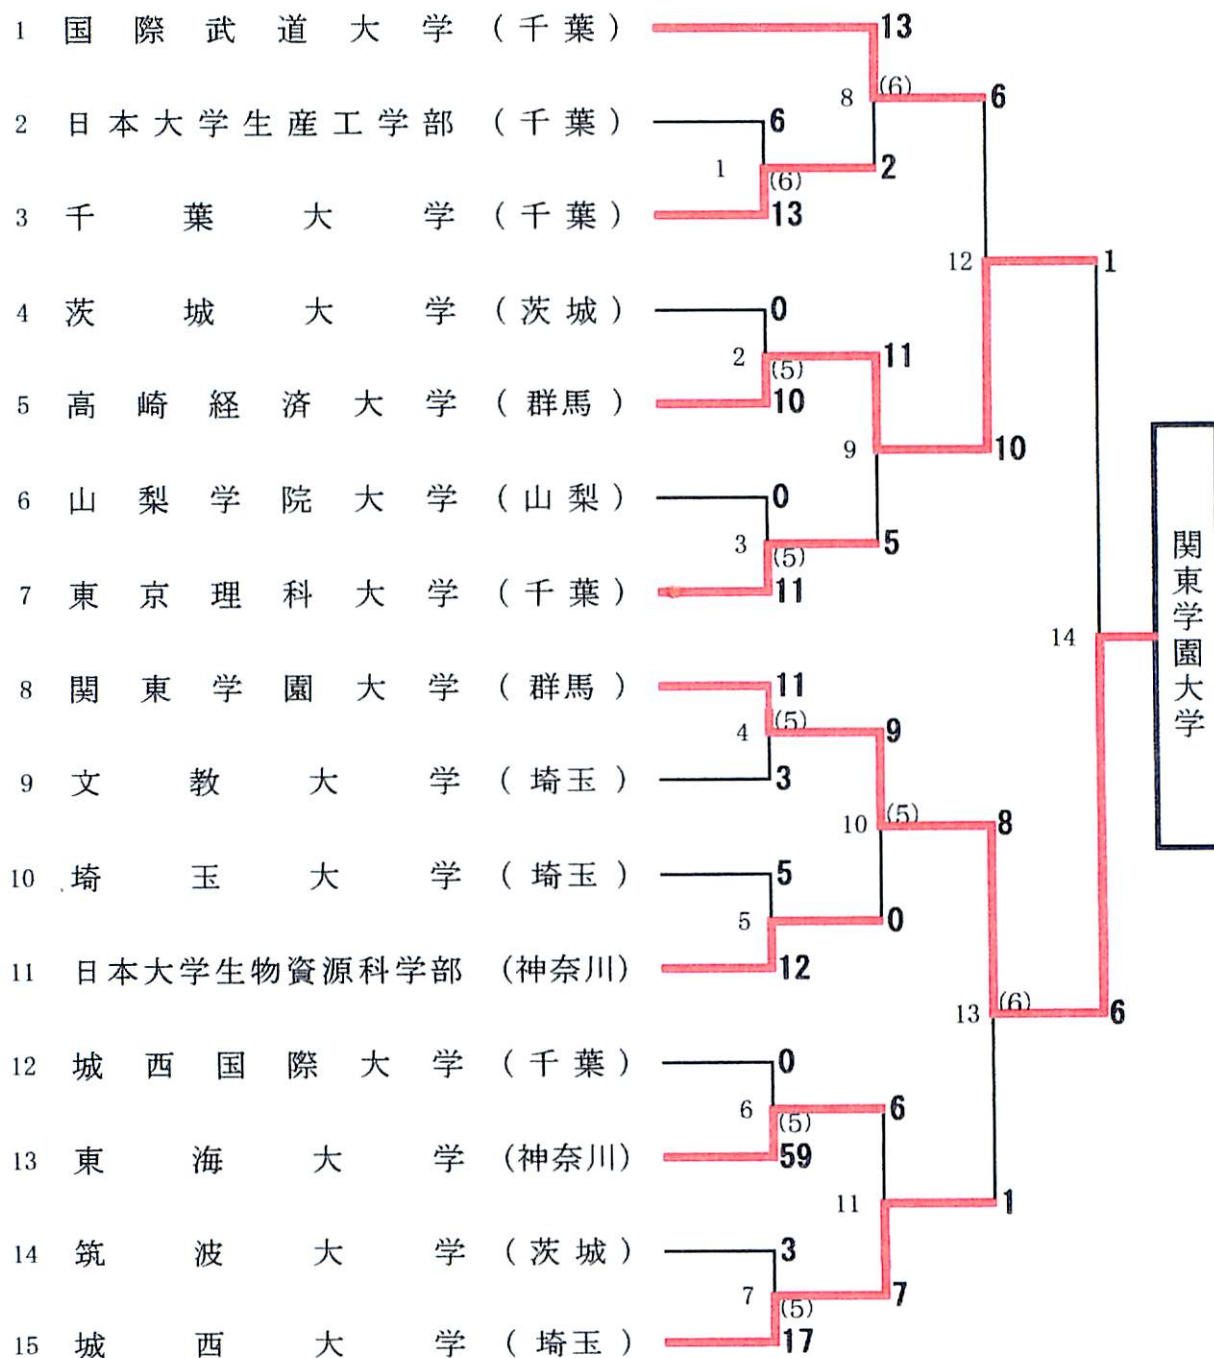 1 国際武道大学 (千葉) 13
8 (6) 6
2 日本大学生産工学部 (千葉) 6
1 (6) 2
3 千葉大学 (千葉) 13
12 1
4 茨城大学 (茨城) 0
2 (5) 11
5 高崎経済大学 (群馬) 10
9 10
6 山梨学院大学 (山梨) 0
3 (5) 5
7 東京理科大学 (千葉) 11
14 関東学園大学
8 関東学園大学 (群馬) 11
4 (5) 9
9 文教大学 (埼玉) 3
10 (5) 8
10 埼玉大学 (埼玉) 5
5 0
11 日本大学生物資源科学部 (神奈川) 12
13 (6) 6
12 城西国際大学 (千葉) 0
6 (5) 6
13 東海大学 (神奈川) 59
11 1
14 筑波大学 (茨城) 3
7 (5) 7
15 城西大学 (埼玉) 17